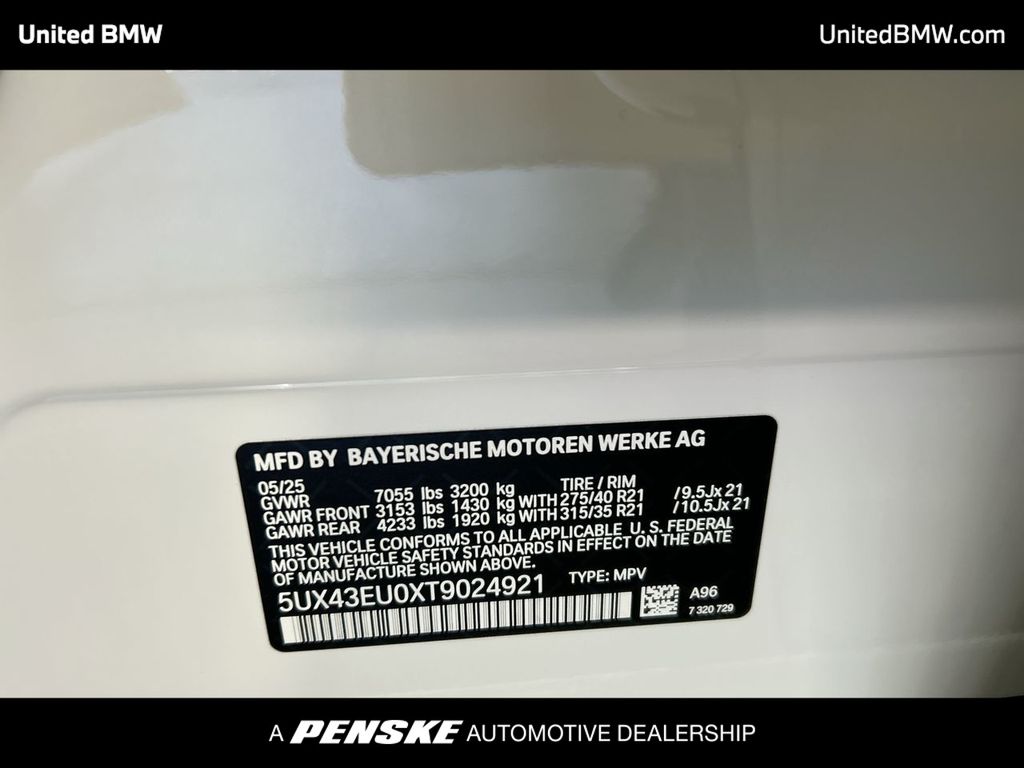 United BMW
UnitedBMW.com
MFD BY BAYERISCHE MOTOREN WERKE AG
05/25 TIRE / RIM
GVWR 7055 lbs 3200 kg
GAWR FRONT 3153 lbs 1430 kg WITH 275/40 R21 /9.5Jx 21
GAWR REAR 4233 lbs 1920 kg WITH 315/35 R21 /10.5Jx 21
THIS VEHICLE CONFORMS TO ALL APPLICABLE U. S. FEDERAL
MOTOR VEHICLE SAFETY STANDARDS IN EFFECT ON THE DATE
OF MANUFACTURE SHOWN ABOVE.
5UX43EU0XT9024921 TYPE: MPV
A96
7 320 729
A PENSKE AUTOMOTIVE DEALERSHIP